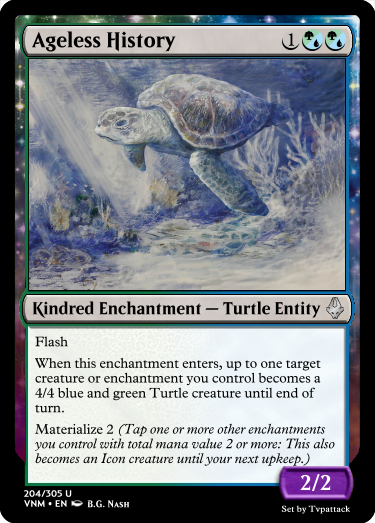 Ageless History 1
Kindred Enchantment — Turtle Entity
Flash
When this enchantment enters, up to one target
creature or enchantment you control becomes a
4/4 blue and green Turtle creature until end of
turn.
Materialize 2 (Tap one or more other enchantments
you control with total mana value 2 or more: This also
becomes an Icon creature until your next upkeep.)
2/2
204/305 U
VNM • EN B.G. Nash
Set by Tvpattack